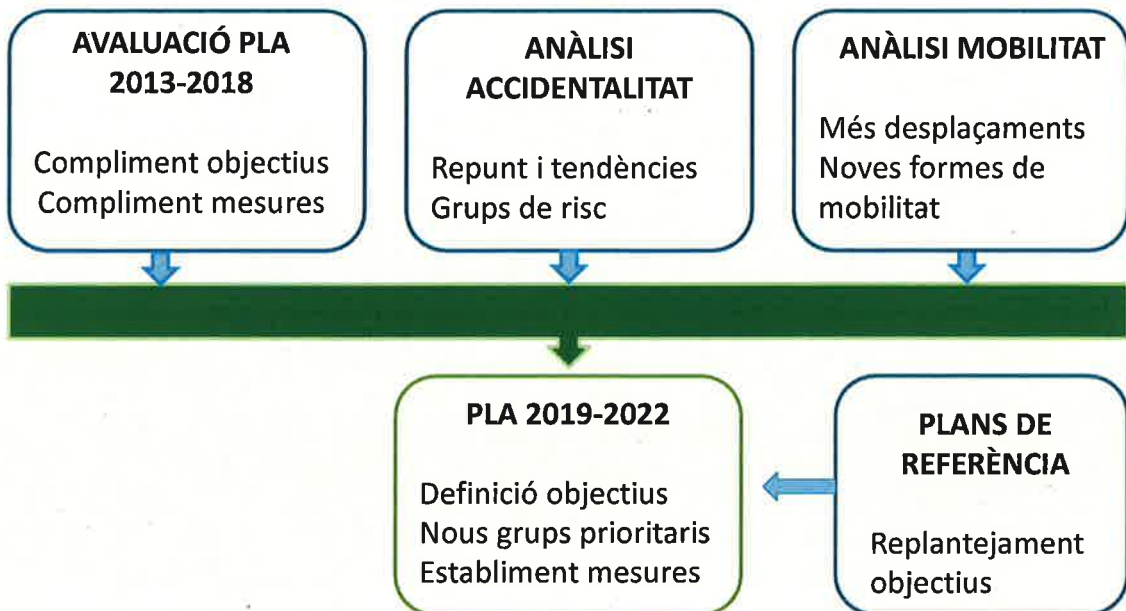 AVALUACIÓ PLA
2013-2018
Compliment objectius
Compliment mesures
ANÀLISI
ACCIDENTALITAT
Repunt i tendències
Grups de risc
ANÀLISI MOBILITAT
Més desplaçaments
Noves formes de
mobilitat
PLA 2019-2022
Definició objectius
Nous grups prioritaris
Establiment mesures
PLANS DE
REFERÈNCIA
Replantejament
objectius